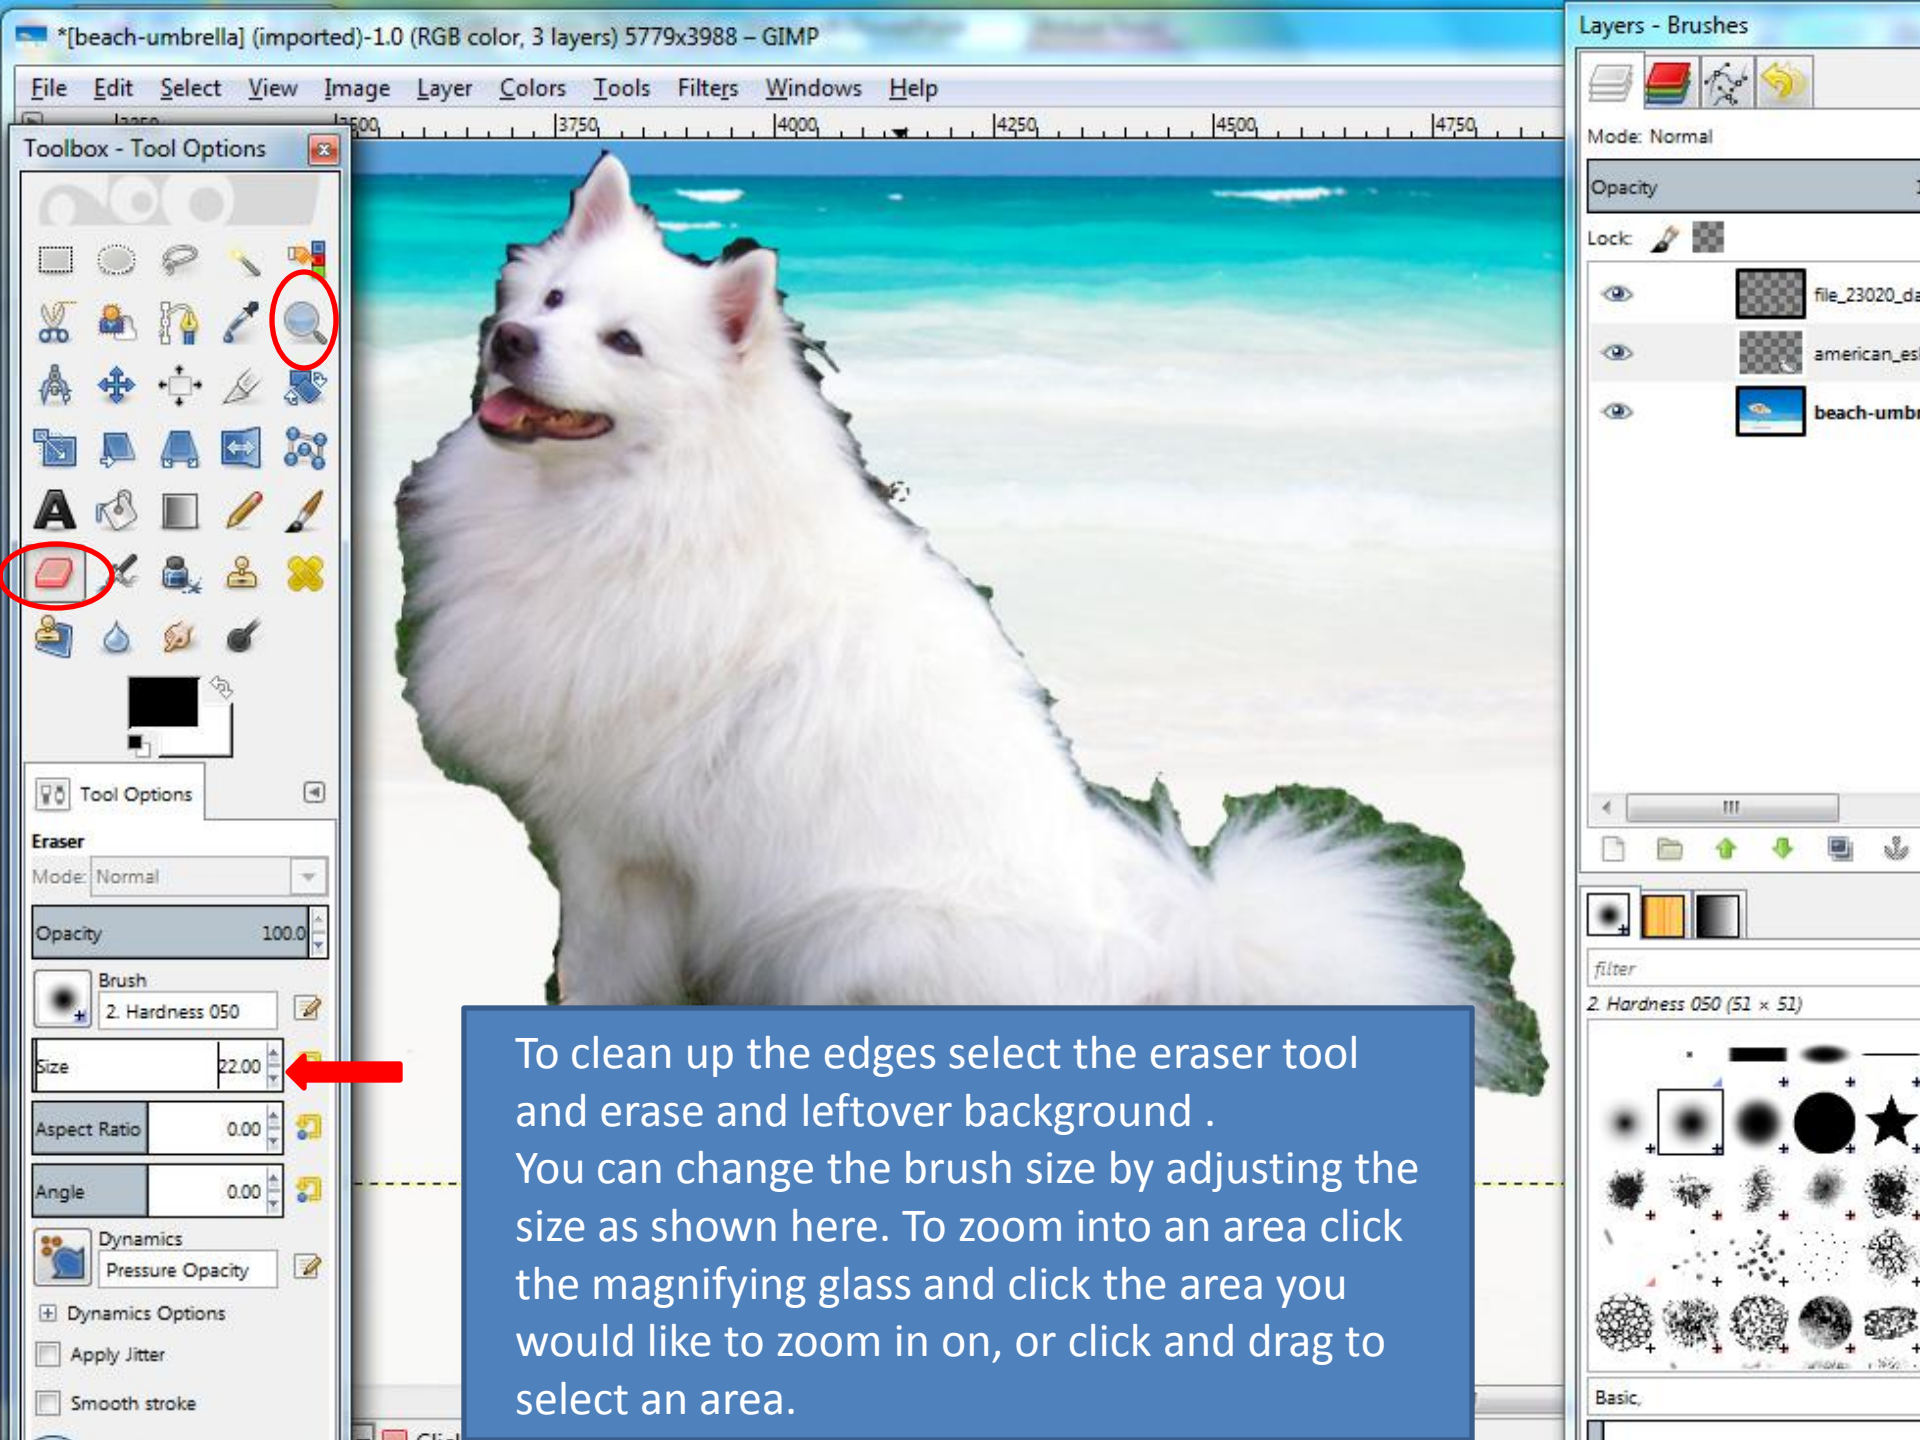 *[beach-umbrella] (imported)-1.0 (RGB color, 3 layers) 5779x3988 – GIMP
File Edit Select View Image Layer Colors Tools Filters Windows Help
3500 3750 4000 4250 4500 4750
Toolbox - Tool Options
Tool Options
Eraser
Mode: Normal
Opacity 100.0
Brush
2. Hardness 050
Size 22.00
Aspect Ratio 0.00
Angle 0.00
Dynamics
Pressure Opacity
Dynamics Options
Apply Jitter
Smooth stroke
To clean up the edges select the eraser tool
and erase and leftover background .
You can change the brush size by adjusting the
size as shown here. To zoom into an area click
the magnifying glass and click the area you
would like to zoom in on, or click and drag to
select an area.
Layers - Brushes
Mode: Normal
Opacity
Lock:
file_23020_da
american_es
beach-umb
filter
2. Hardness 050 (51 × 51)
Basic,